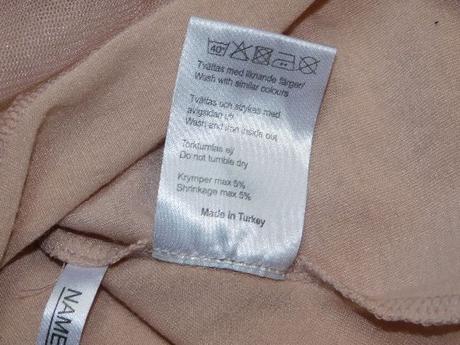 40°
Tvättas med liknande färger/
Wash with similar colours
Tvättas och strykes med
avigsidan ut
Wash and iron inside out
Torktumlas ej
Do not tumble dry
Krymper max 5%
Shrinkage max 5%
Made in Turkey
NAME